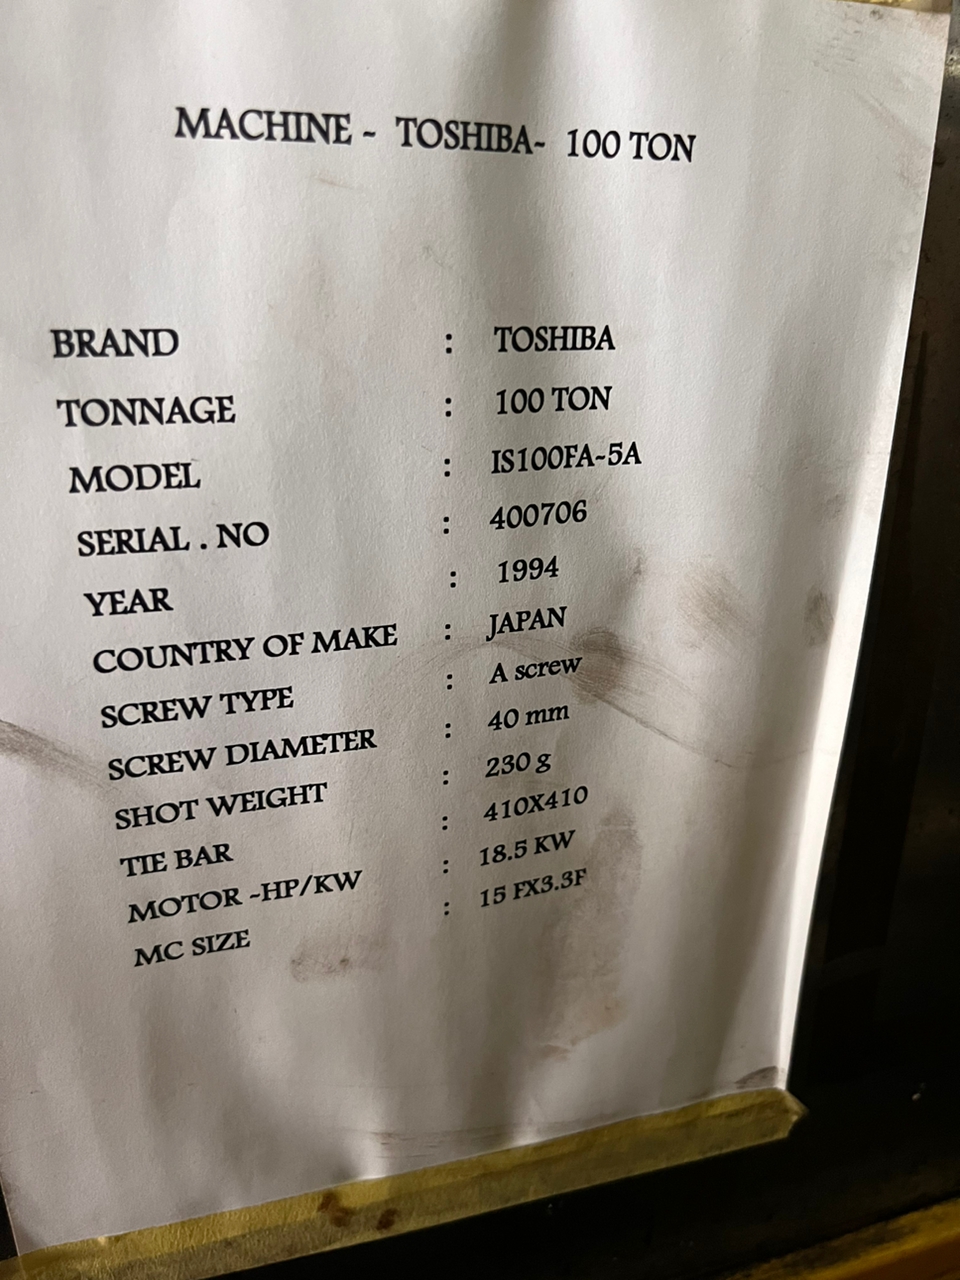 MACHINE - TOSHIBA- 100 TON
BRAND : TOSHIBA
TONNAGE : 100 TON
MODEL : IS100FA-5A
SERIAL . NO : 400706
YEAR : 1994
COUNTRY OF MAKE : JAPAN
SCREW TYPE : A screw
SCREW DIAMETER : 40 mm
SHOT WEIGHT : 230 g
TIE BAR : 410X410
MOTOR -HP/KW : 18.5 KW
MC SIZE : 15 FX3.3F